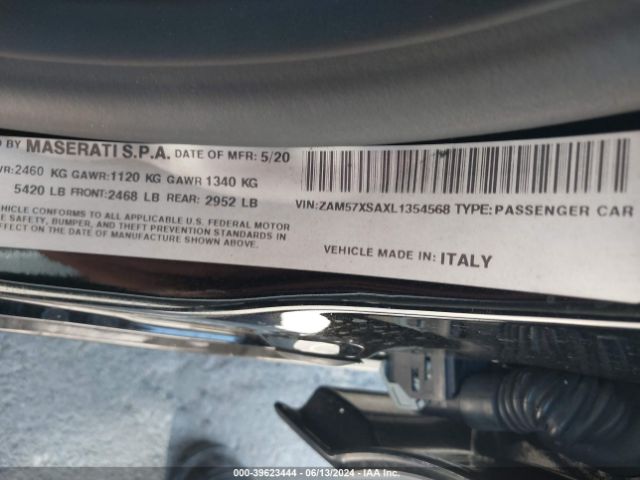 BY MASERATI S.P.A. DATE OF MFR: 5/20
2460 KG GAWR:1120 KG GAWR 1340 KG
5420 LB FRONT:2468 LB REAR: 2952 LB
VIN:ZAM57XSAXL1354568 TYPE:PASSENGER CAR
VEHICLE CONFORMS TO ALL APPLICABLE U.S. FEDERAL MOTOR
SAFETY, BUMPER, AND THEFT PREVENTION STANDARDS IN
EFFECT ON THE DATE OF MANUFACTURE SHOWN ABOVE.
VEHICLE MADE IN: ITALY
000-39623444 - 06/13/2024 - IAA Inc.